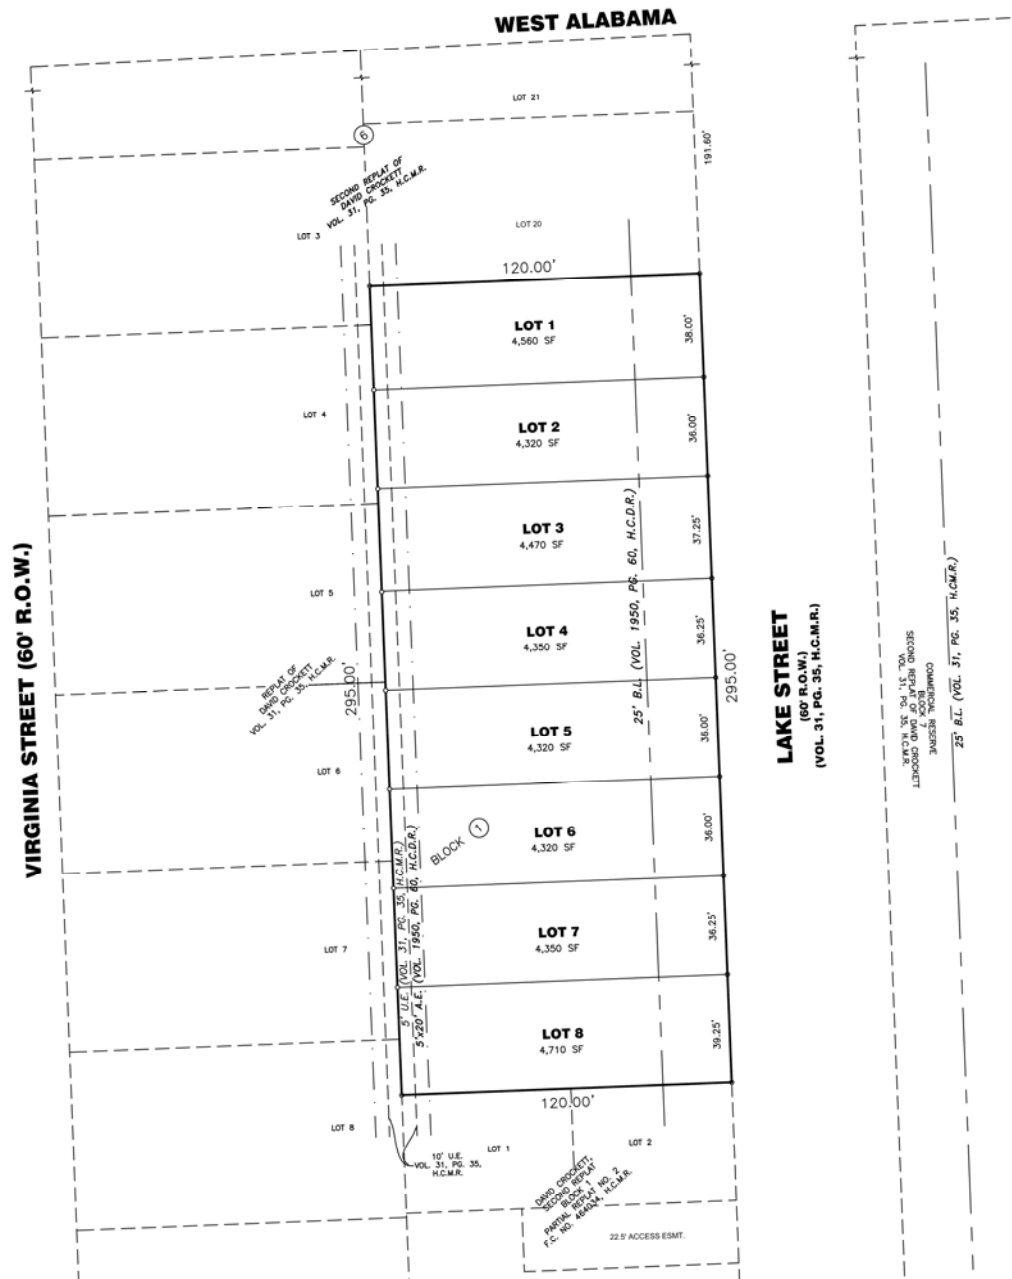 WEST ALABAMA
LOT 21
6
191.60'
SECOND REPLAT OF
DAVID CROCKETT
VOL. 31, PG. 35, H.C.M.R.
LOT 3
LOT 20
120.00'
LOT 1
4,560 SF
38.00'
LOT 4
LOT 2
4,320 SF
36.00'
LOT 3
4,470 SF
37.25'
25' B.L. (VOL. 1950, PG. 60, H.C.D.R.)
VIRGINIA STREET (60' R.O.W.)
LOT 5
LOT 4
4,350 SF
36.25'
REPLAT OF
DAVID CROCKETT
VOL. 31, PG. 35, H.C.M.R.
295.00'
295.00'
LAKE STREET
(60' R.O.W.)
(VOL. 31, PG. 35, H.C.M.R.)
COMMERCIAL RESERVE
BLOCK 7
SECOND REPLAT OF DAVID CROCKETT
VOL. 31, PG. 35, H.C.M.R.
25' B.L. (VOL. 31, PG. 35, H.C.M.R.)
LOT 5
4,320 SF
36.00'
LOT 6
BLOCK 1
LOT 6
4,320 SF
36.00'
5' U.E. (VOL. 31, PG. 35, H.C.M.R.)
5'x20' A.E. (VOL. 1950, PG. 60, H.C.D.R.)
LOT 7
LOT 7
4,350 SF
36.25'
LOT 8
4,710 SF
39.25'
120.00'
LOT 8
10' U.E.
VOL. 31, PG. 35,
H.C.M.R.
LOT 1
LOT 2
DAVID CROCKETT,
SECOND REPLAT
BLOCK 1
PARTIAL REPLAT NO. 2
F.C. NO. 464034, H.C.M.R.
22.5' ACCESS ESMT.